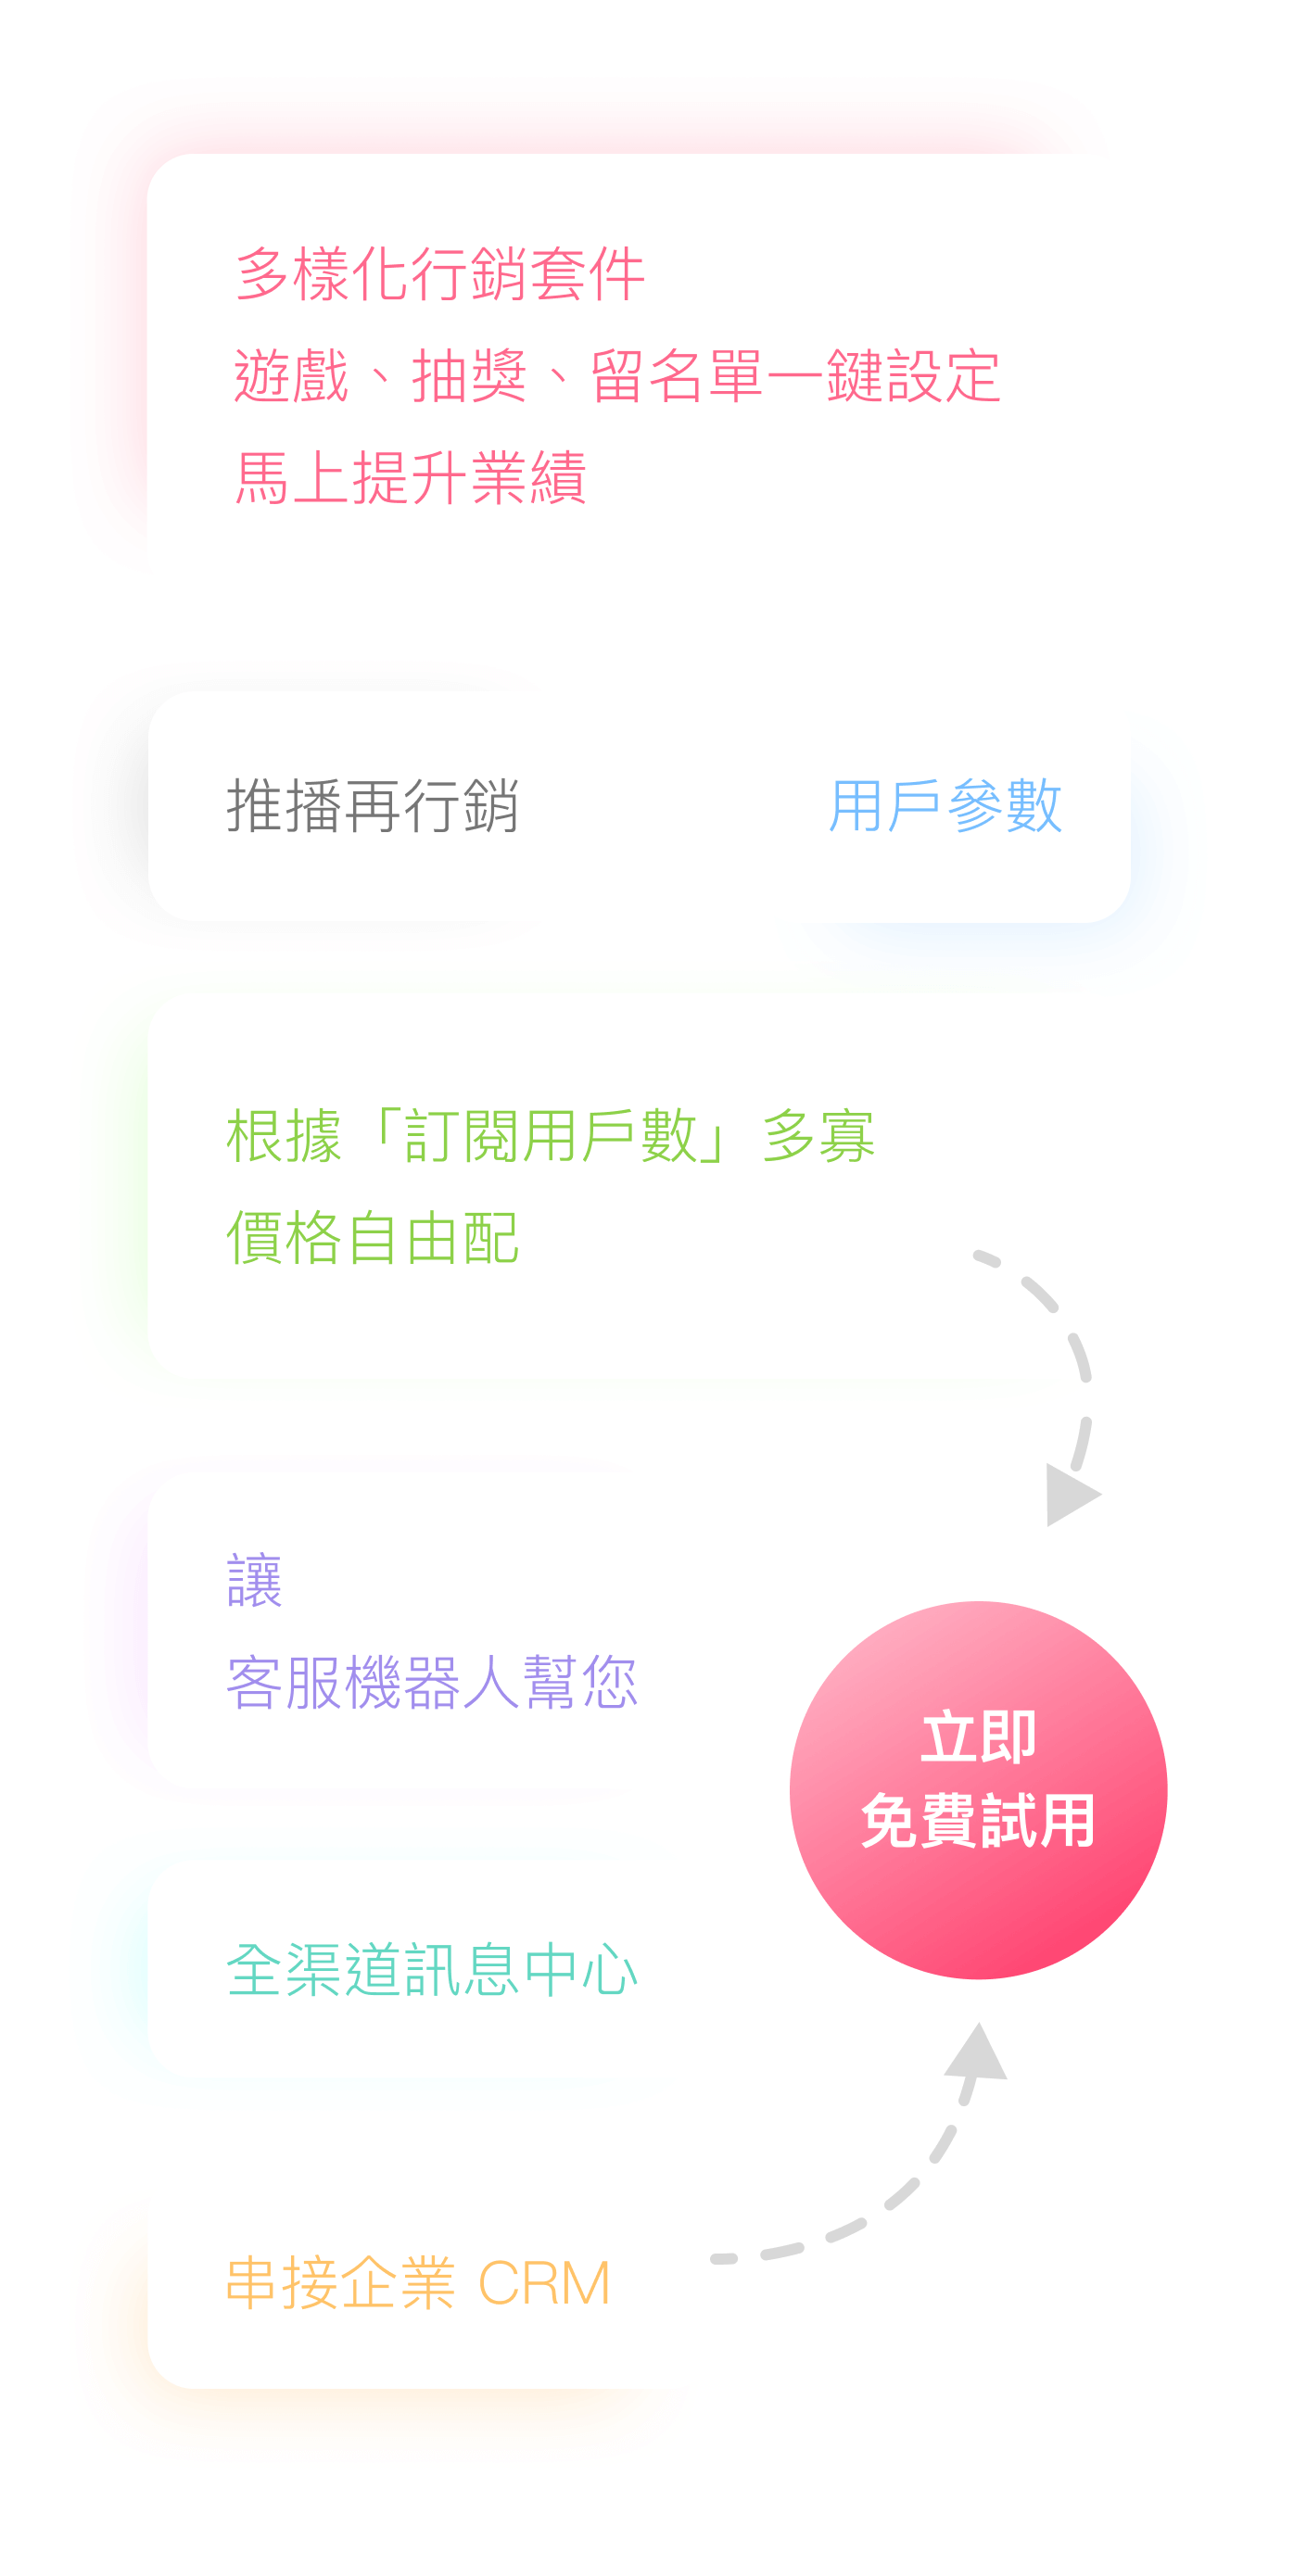 多樣化行銷套件
遊戲、抽獎、留名單一鍵設定
馬上提升業績
推播再行銷
用戶參數
根據「訂閱用戶數」多寡
價格自由配
讓
客服機器人幫您
立即
免費試用
全渠道訊息中心
串接企業 CRM